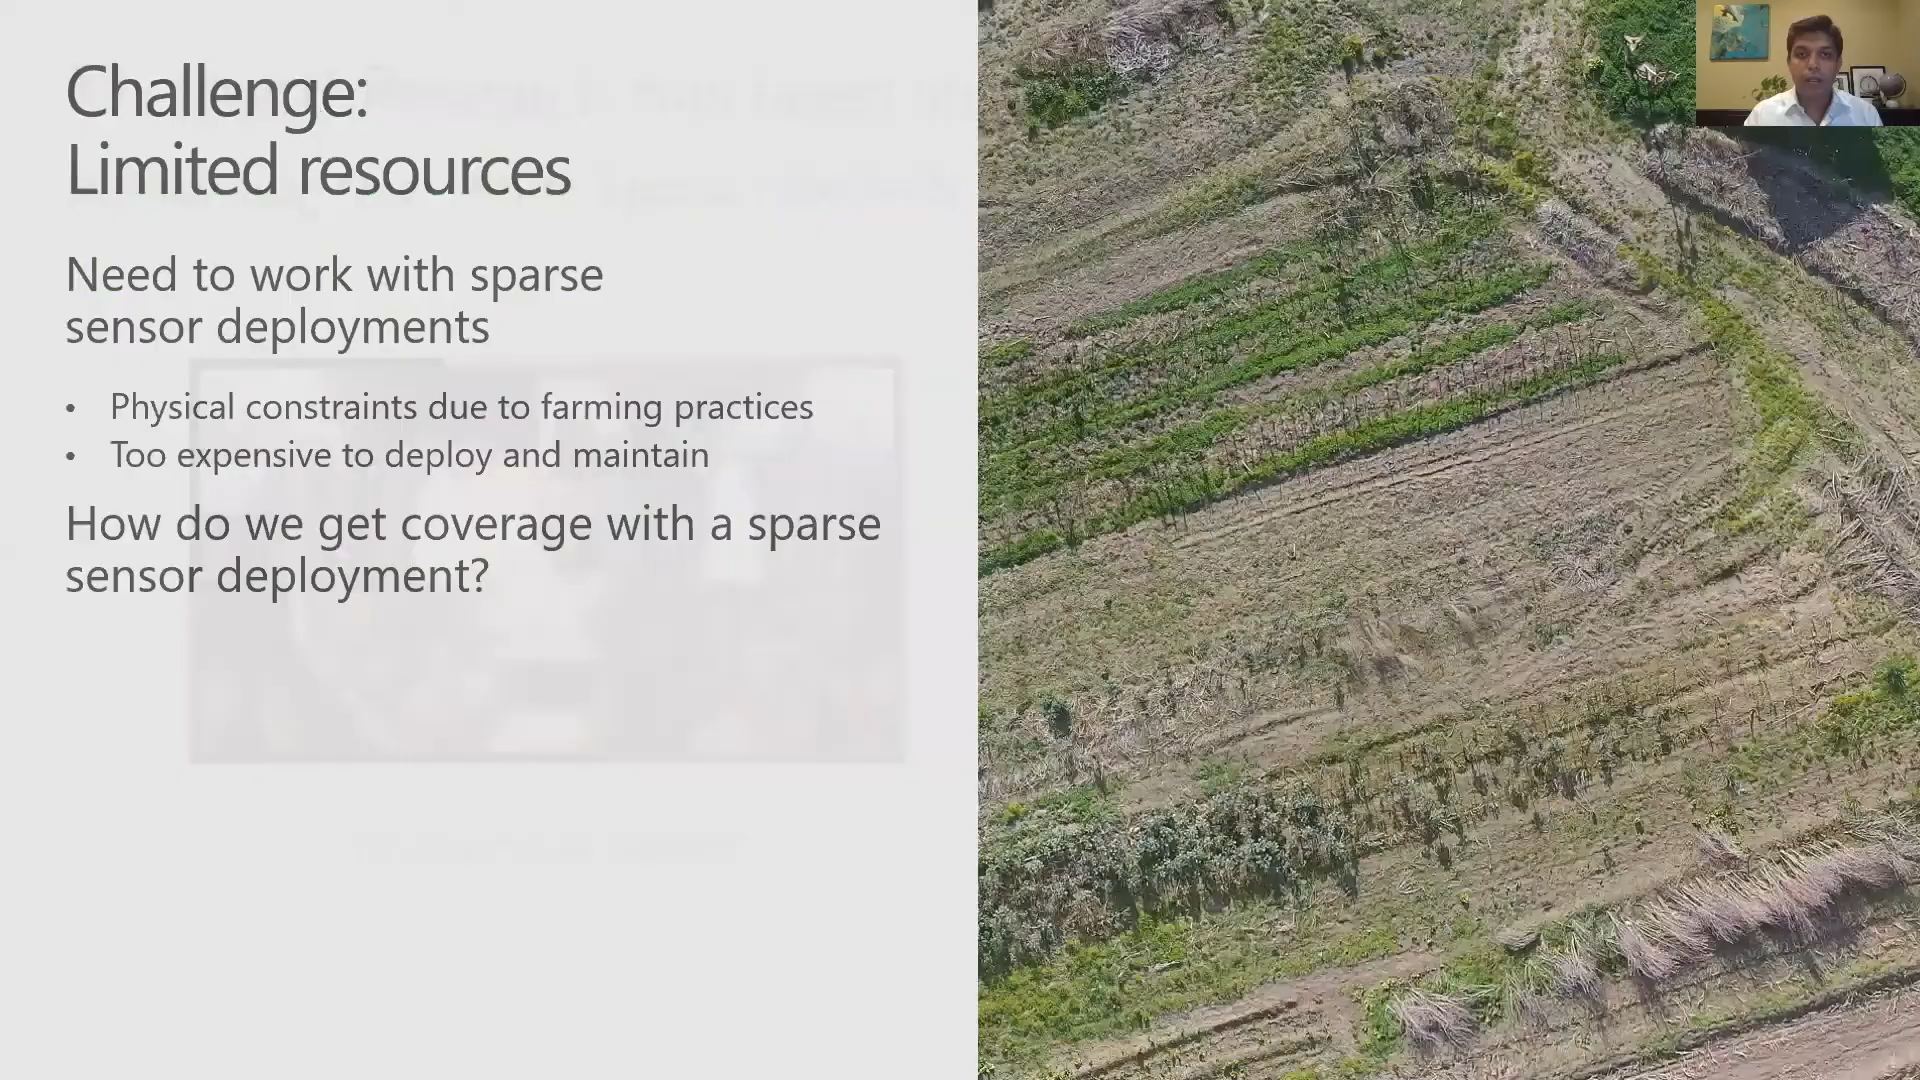 Challenge:
Limited resources
Need to work with sparse
sensor deployments
• Physical constraints due to farming practices
• Too expensive to deploy and maintain
How do we get coverage with a sparse
sensor deployment?